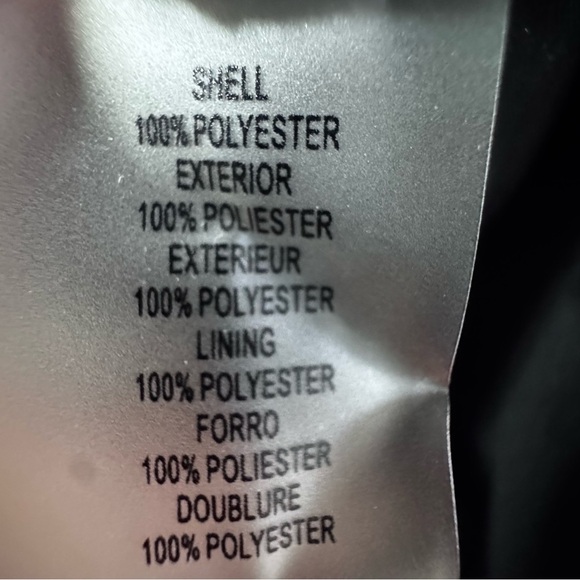 SHELL
100% POLYESTER
EXTERIOR
100% POLIESTER
EXTERIEUR
100% POLYESTER
LINING
100% POLYESTER
FORRO
100% POLIESTER
DOUBLURE
100% POLYESTER